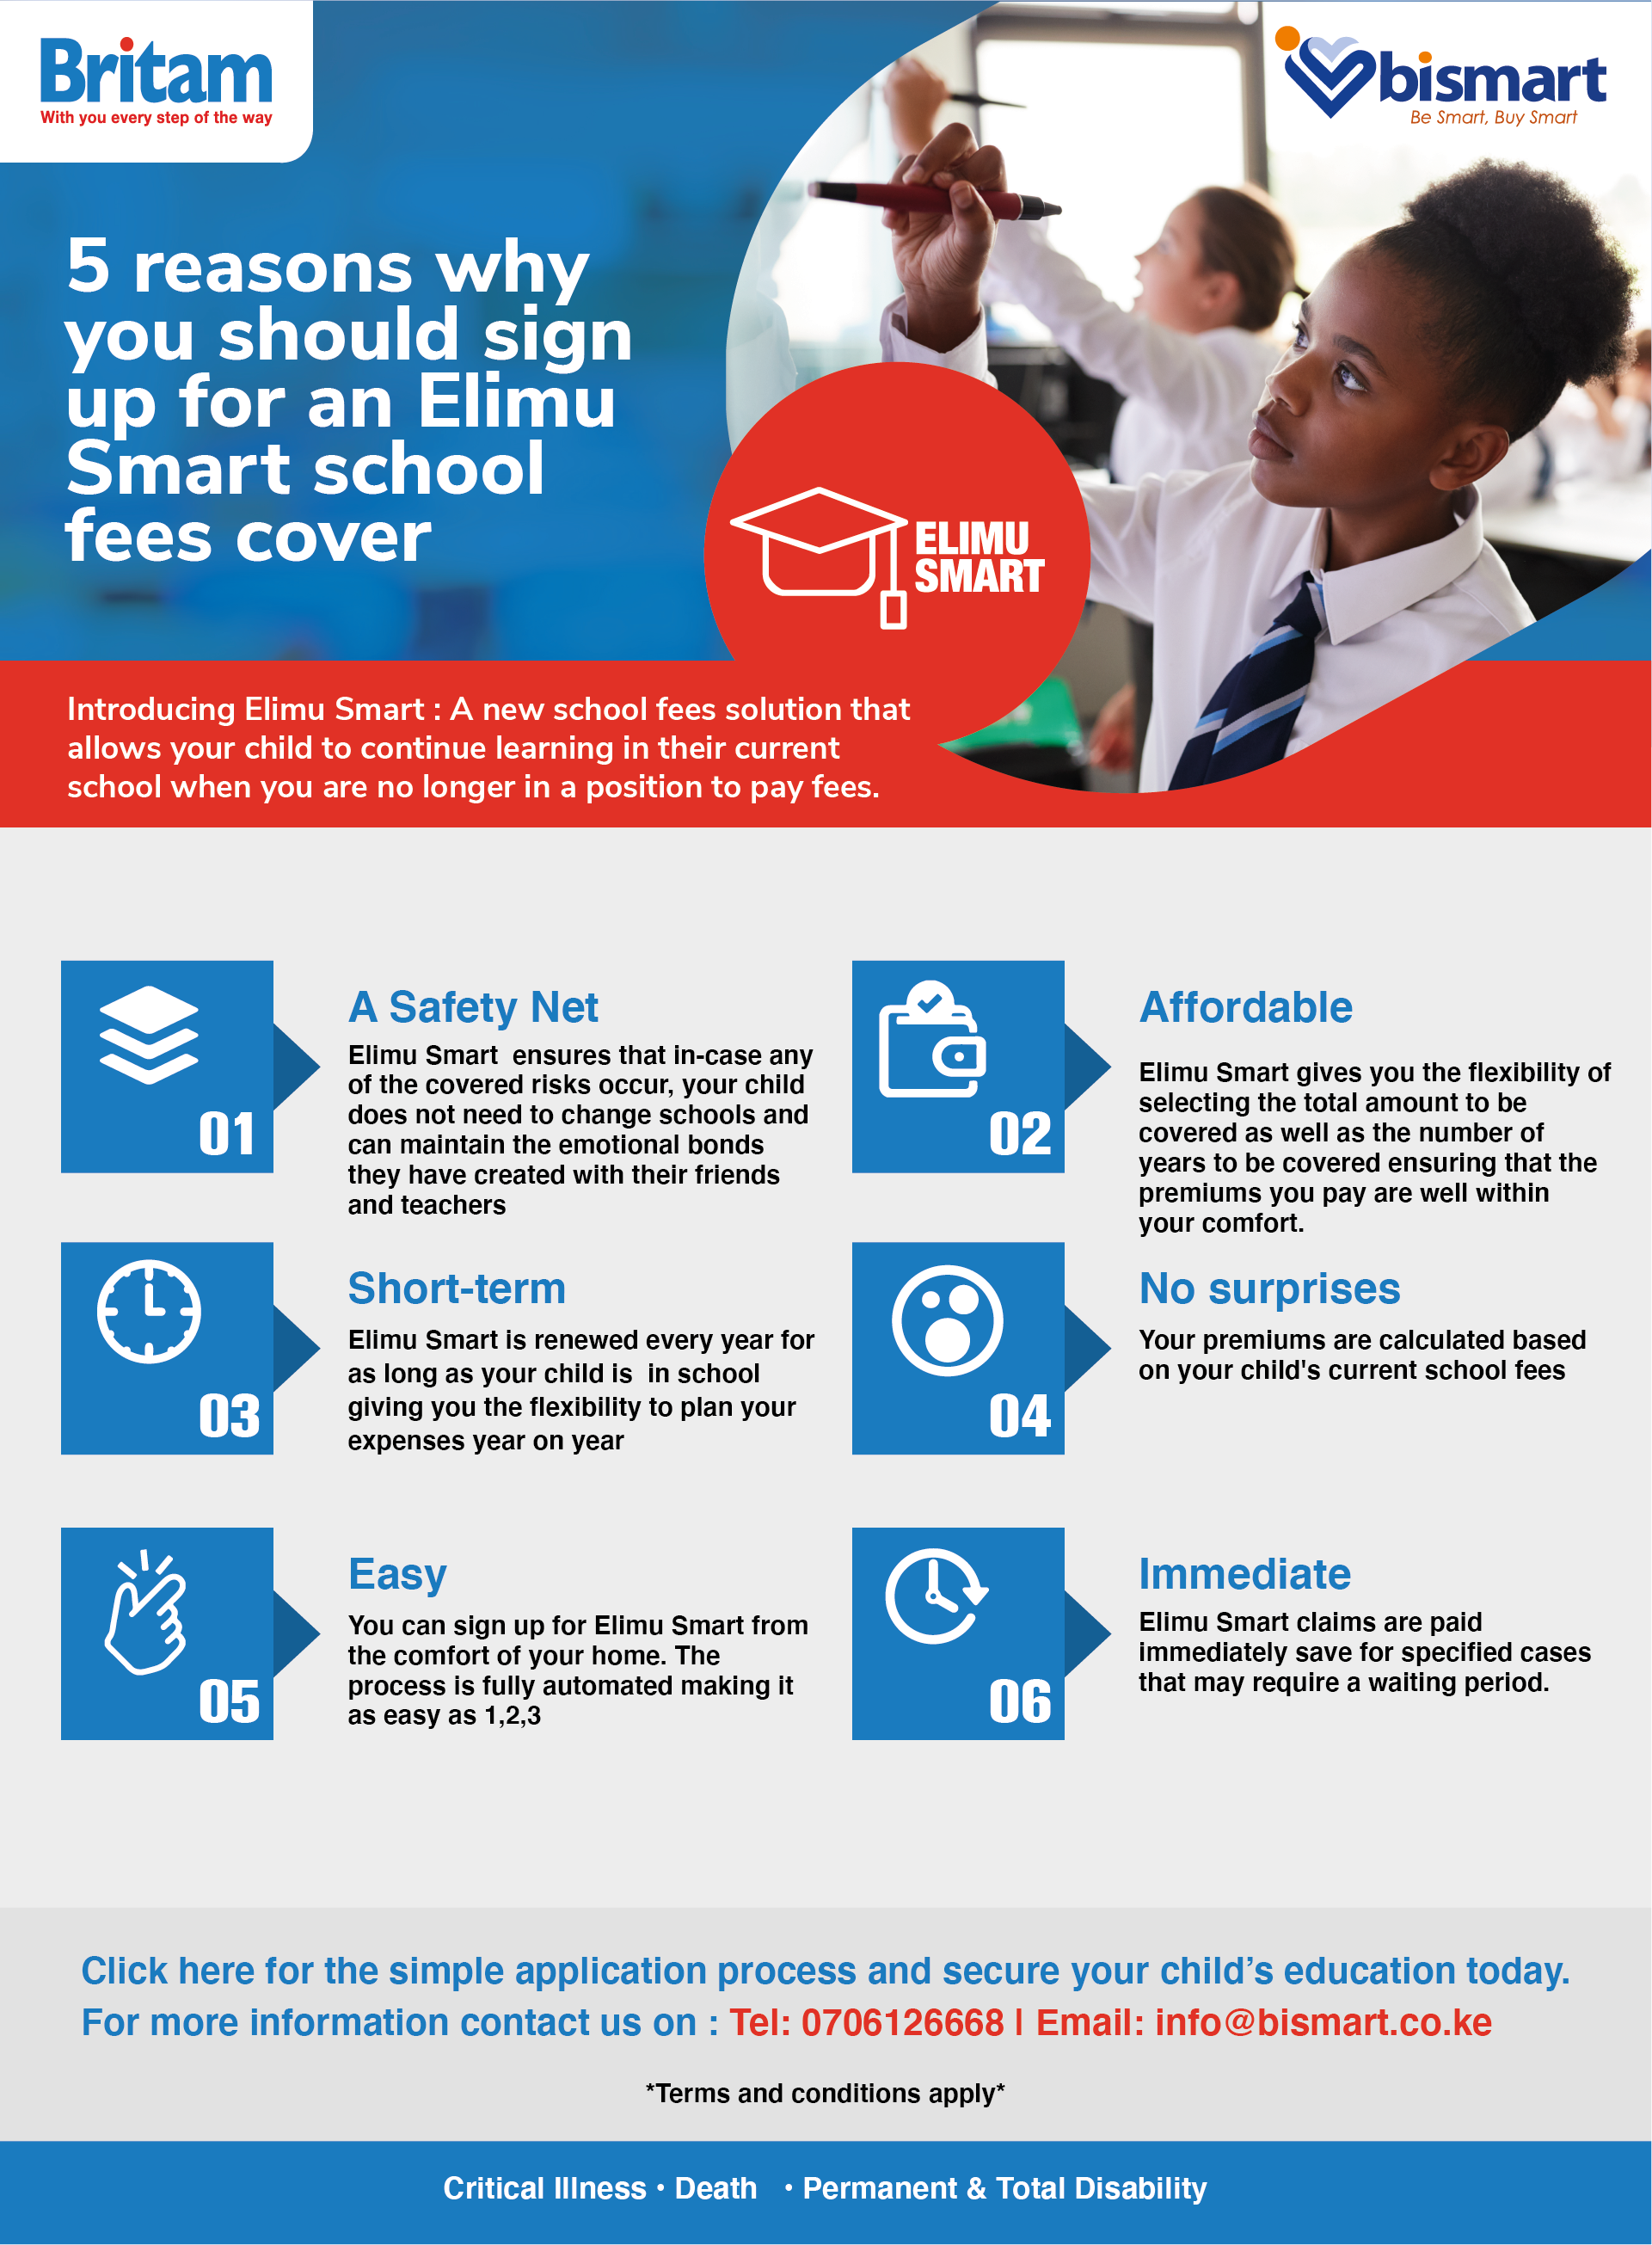 Britam
With you every step of the way
bismart
Be Smart, Buy Smart
5 reasons why
you should sign
up for an Elimu
Smart school
fees cover
ELIMU
SMART
Introducing Elimu Smart : A new school fees solution that
allows your child to continue learning in their current
school when you are no longer in a position to pay fees.
01
A Safety Net
Elimu Smart  ensures that in-case any
of the covered risks occur, your child
does not need to change schools and
can maintain the emotional bonds
they have created with their friends
and teachers
02
Affordable
Elimu Smart gives you the flexibility of
selecting the total amount to be
covered as well as the number of
years to be covered ensuring that the
premiums you pay are well within
your comfort.
03
Short-term
Elimu Smart is renewed every year for
as long as your child is  in school
giving you the flexibility to plan your
expenses year on year
04
No surprises
Your premiums are calculated based
on your child's current school fees
05
Easy
You can sign up for Elimu Smart from
the comfort of your home. The
process is fully automated making it
as easy as 1,2,3
06
Immediate
Elimu Smart claims are paid
immediately save for specified cases
that may require a waiting period.
Click here for the simple application process and secure your child’s education today.
For more information contact us on : Tel: 0706126668 | Email: info@bismart.co.ke
*Terms and conditions apply*
Critical Illness • Death   • Permanent & Total Disability